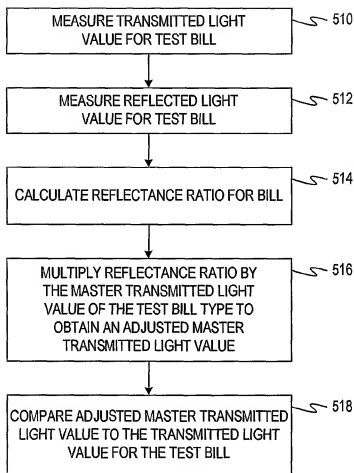 MEASURE TRANSMITTED LIGHT
VALUE FOR TEST BILL
510
MEASURE REFLECTED LIGHT
VALUE FOR TEST BILL
512
CALCULATE REFLECTANCE RATIO FOR BILL
514
MULTIPLY REFLECTANCE RATIO BY
THE MASTER TRANSMITTED LIGHT
VALUE OF THE TEST BILL TYPE TO
OBTAIN AN ADJUSTED MASTER
TRANSMITTED LIGHT VALUE
516
COMPARE ADJUSTED MASTER TRANSMITTED
LIGHT VALUE TO THE TRANSMITTED LIGHT
VALUE FOR THE TEST BILL
518